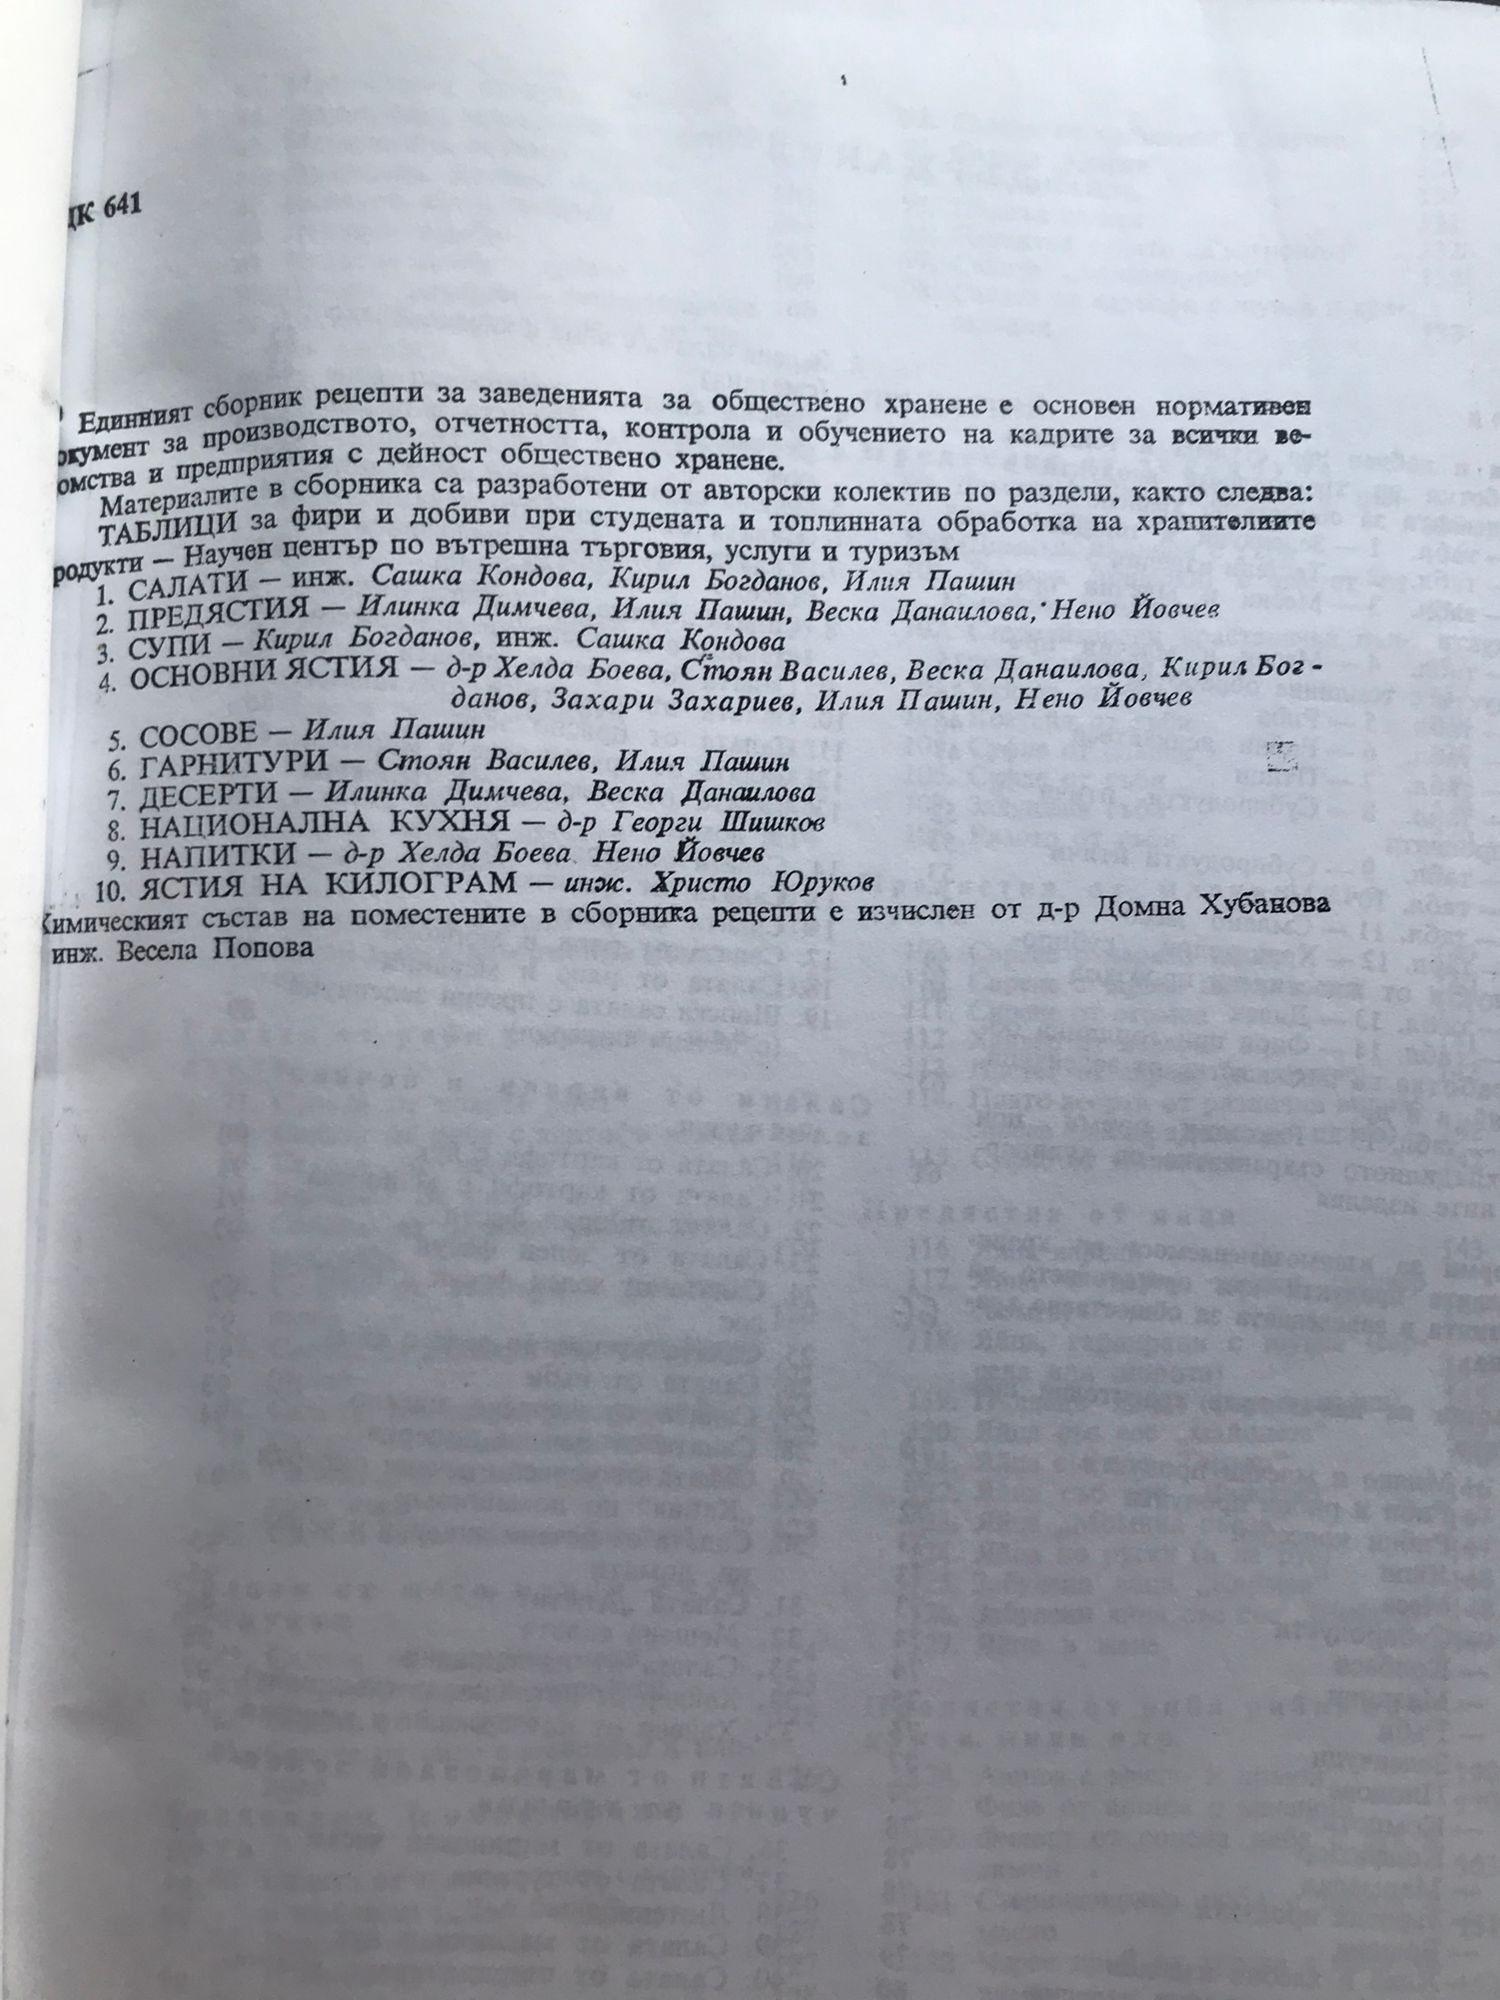 ДК 641
Единният сборник рецепти за заведенията за обществено хранене е основен нормативен
окумент за производството, отчетността, контрола и обучението на кадрите за всички ве-
омства и предприятия с дейност обществено хранене.
Материалите в сборника са разработени от авторски колектив по раздели, както следва:
ТАБЛИЦИ за фири и добиви при студената и топлинната обработка на хранителните
родукти — Научен център по вътрешна търговия, услуги и туризъм
1. САЛАТИ — инж. Сашка Кондова, Кирил Богданов, Илия Пашин
2. ПРЕДЯСТИЯ — Илинка Димчева, Илия Пашин, Веска Данаилова, Нено Йовчев
3. СУПИ — Кирил Богданов, инж. Сашка Кондова
4. ОСНОВНИ ЯСТИЯ — д-р Хелда Боева, Стоян Василев, Веска Данаилова, Кирил Бог-
данов, Захари Захариев, Илия Пашин, Нено Йовчев
5. СОСОВЕ — Илия Пашин
6. ГАРНИТУРИ — Стоян Василев, Илия Пашин
7. ДЕСЕРТИ — Илинка Димчева, Веска Данаилова
8. НАЦИОНАЛНА КУХНЯ — д-р Георги Шишков
9. НАПИТКИ — д-р Хелда Боева, Нено Йовчев
10. ЯСТИЯ НА КИЛОГРАМ — инж. Христо Юруков
Химическият състав на поместените в сборника рецепти е изчислен от д-р Домна Хубанова
инж. Весела Попова